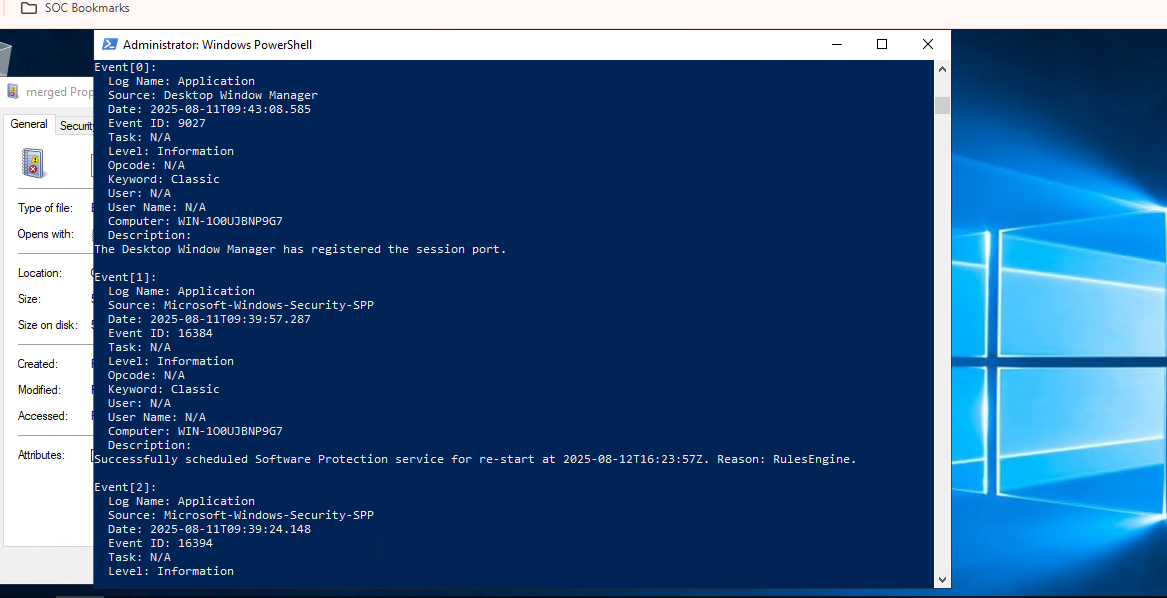 SOC Bookmarks
Administrator: Windows PowerShell
merged Prop
General
Securit
Type of file:
Opens with:
Location:
Size:
Size on disk:
Created:
Modified:
Accessed:
Attributes:
Event[0]:
Log Name: Application
Source: Desktop Window Manager
Date: 2025-08-11T09:43:08.585
Event ID: 9027
Task: N/A
Level: Information
Opcode: N/A
Keyword: Classic
User: N/A
User Name: N/A
Computer: WIN-1O0UJBNP9G7
Description:
The Desktop Window Manager has registered the session port.
Event[1]:
Log Name: Application
Source: Microsoft-Windows-Security-SPP
Date: 2025-08-11T09:39:57.287
Event ID: 16384
Task: N/A
Level: Information
Opcode: N/A
Keyword: Classic
User: N/A
User Name: N/A
Computer: WIN-1O0UJBNP9G7
Description:
Successfully scheduled Software Protection service for re-start at 2025-08-12T16:23:57Z. Reason: RulesEngine.
Event[2]:
Log Name: Application
Source: Microsoft-Windows-Security-SPP
Date: 2025-08-11T09:39:24.148
Event ID: 16394
Task: N/A
Level: Information